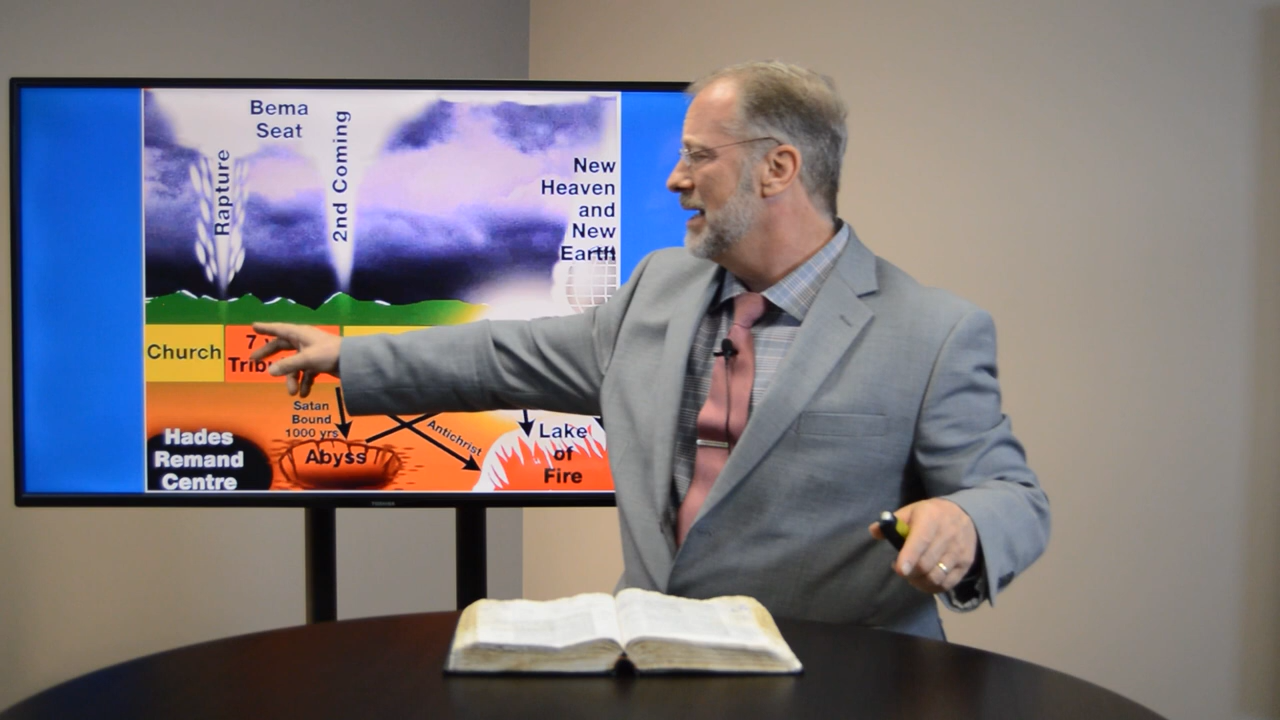 Bema
Seat
Rapture
2nd Coming
New
Heaven
and
New
Earth
Church
7
Satan
Bound
1000 yrs
Antichrist
Hades
Remand
Centre
Abyss
Lake
of
Fire